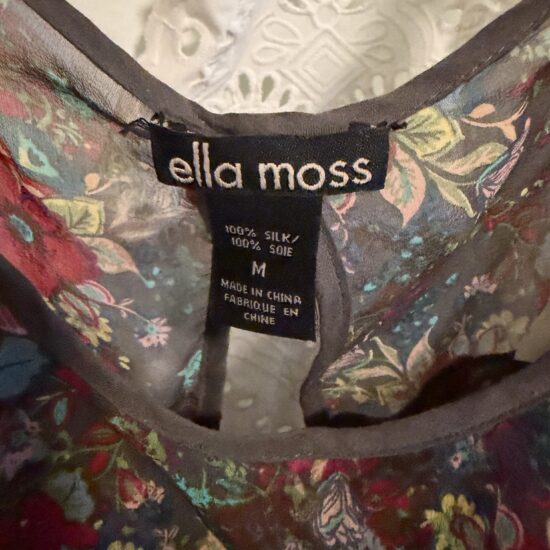 ella moss
100% SILK/
100% SOIE
M
MADE IN CHINA
FABRIQUE EN
CHINE